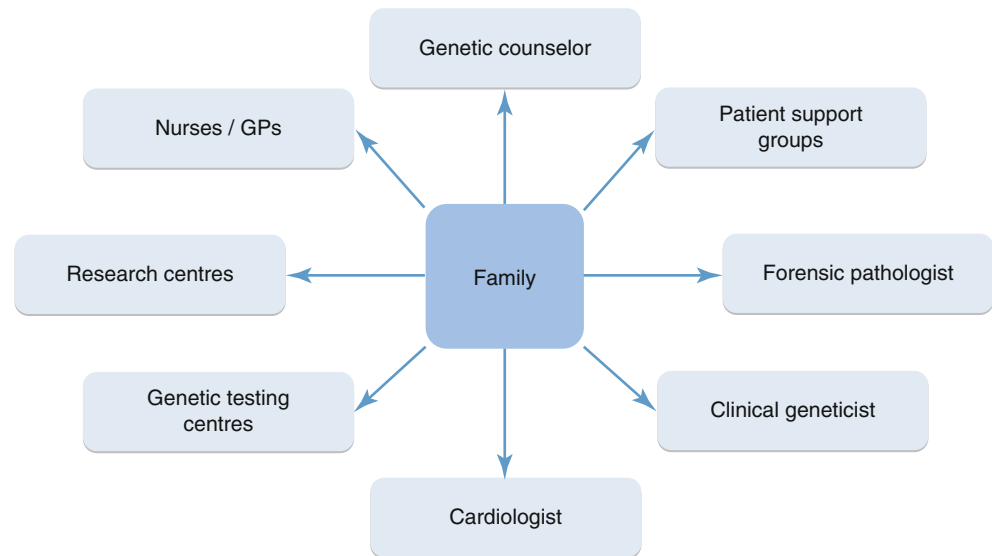 Genetic counselor
Nurses / GPs
Patient support
groups
Research centres
Family
Forensic pathologist
Genetic testing
centres
Clinical geneticist
Cardiologist